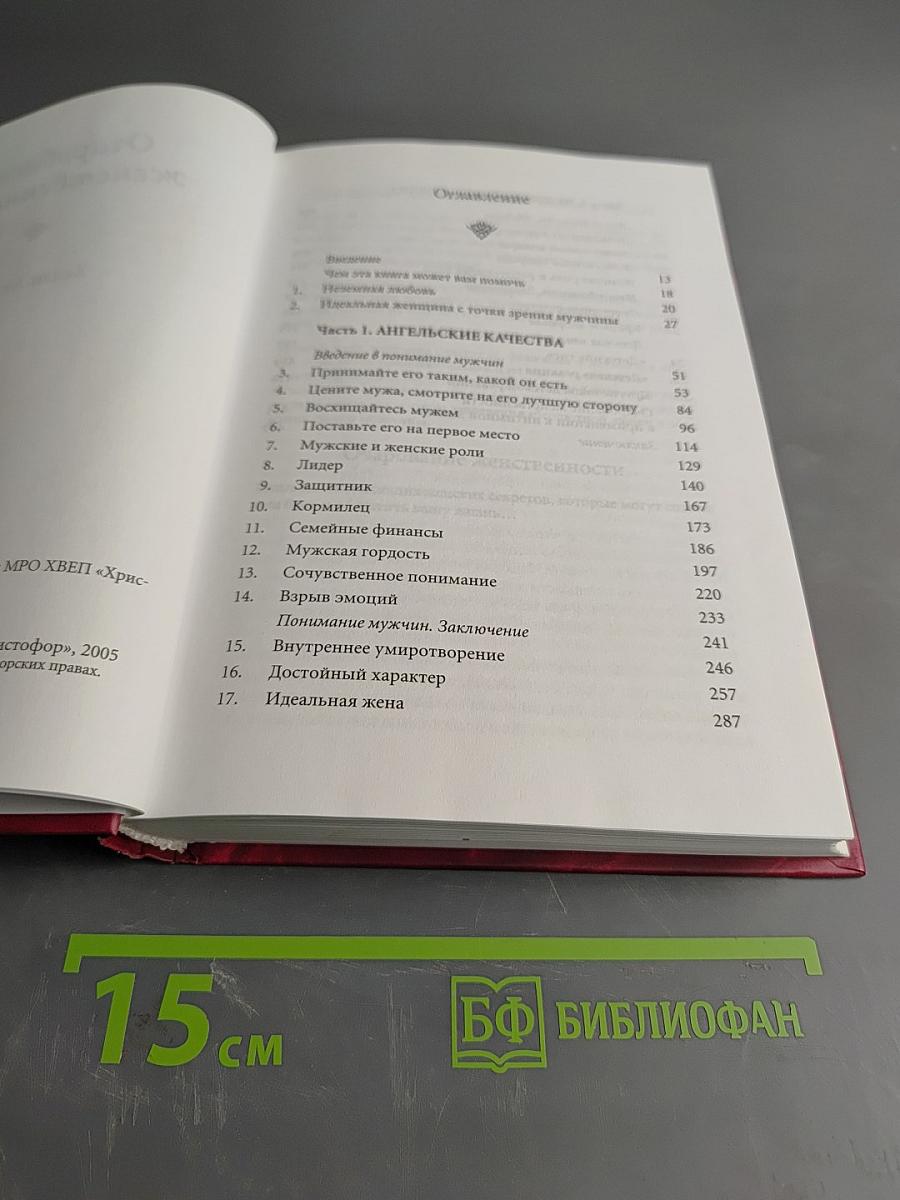 МРО ХВЕП «Хрис-
истофор», 2005
орских правах.
Оглавление
Введение 13
Чем эта книга может вам помочь 18
1. Неземная любовь 20
2. Идеальная женщина с точки зрения мужчины 27
Часть 1. АНГЕЛЬСКИЕ КАЧЕСТВА
Введение в понимание мужчин 51
3. Принимайте его таким, какой он есть 53
4. Цените мужа, смотрите на его лучшую сторону 84
5. Восхищайтесь мужем 96
6. Поставьте его на первое место 114
7. Мужские и женские роли 129
8. Лидер 140
9. Защитник 167
10. Кормилец 173
11. Семейные финансы 186
12. Мужская гордость 197
13. Сочувственное понимание 220
14. Взрыв эмоций 233
Понимание мужчин. Заключение 241
15. Внутреннее умиротворение 246
16. Достойный характер 257
17. Идеальная жена 287
15 см
БФ БИБЛИОФАН